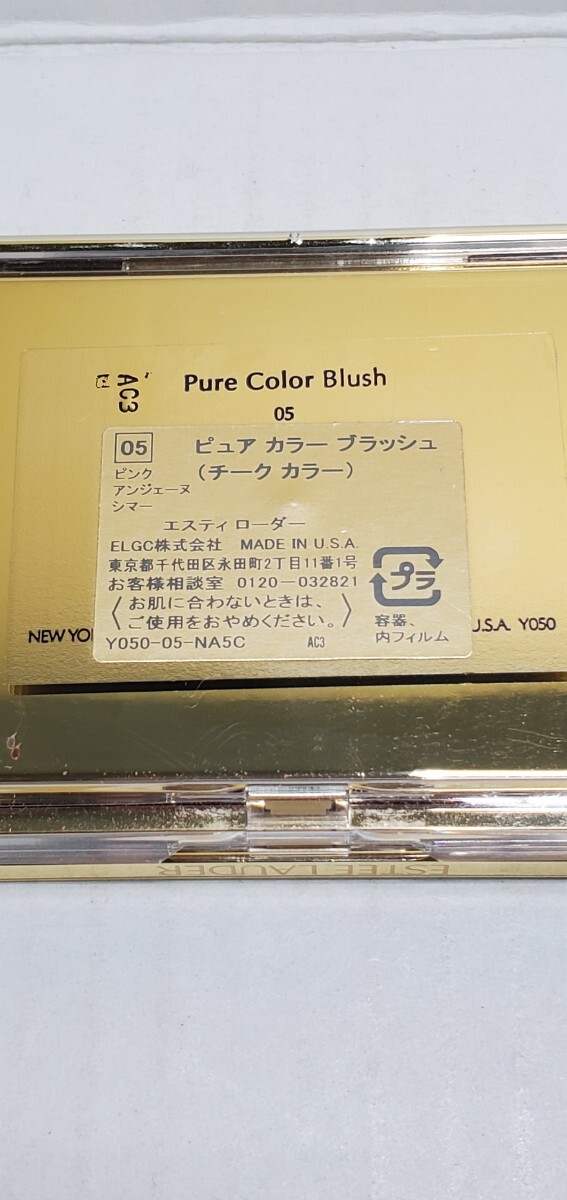 AC3
Pure Color Blush
05
05 ピュア カラー ブラッシュ
ピンク (チーク カラー)
アンジェーヌ
シマー
エスティ ローダー
ELGC株式会社 MADE IN U.S.A.
東京都千代田区永田町2丁目11番1号
お客様相談室 0120-032821
〈お肌に合わないときは、
ご使用をおやめください。〉
プラ
容器、
内フィルム
NEW YO
U.S.A. Y050
Y050-05-NA5C AC3
ESTEE LAUDER